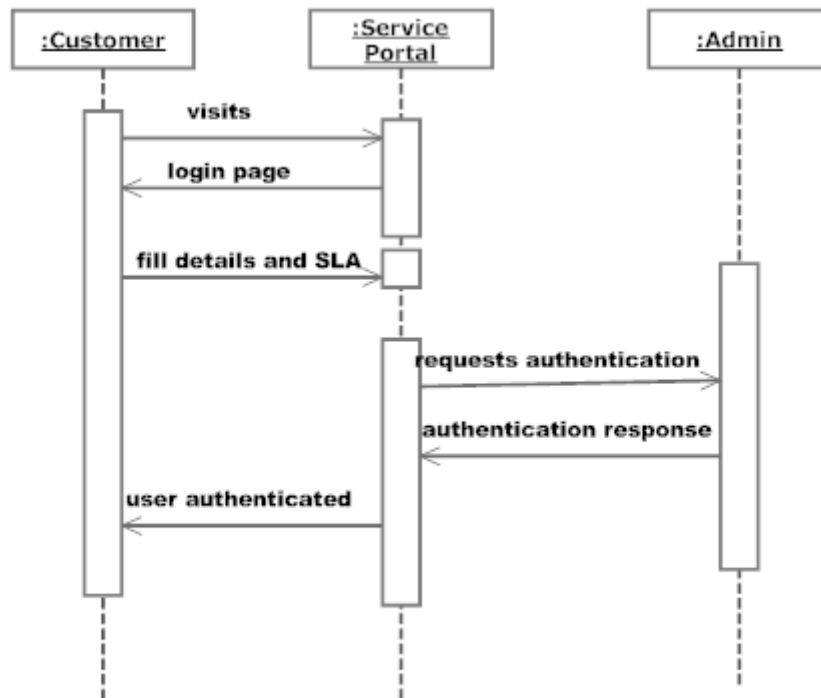 :Customer
:Service
Portal
:Admin
visits
login page
fill details and SLA
requests authentication
authentication response
user authenticated